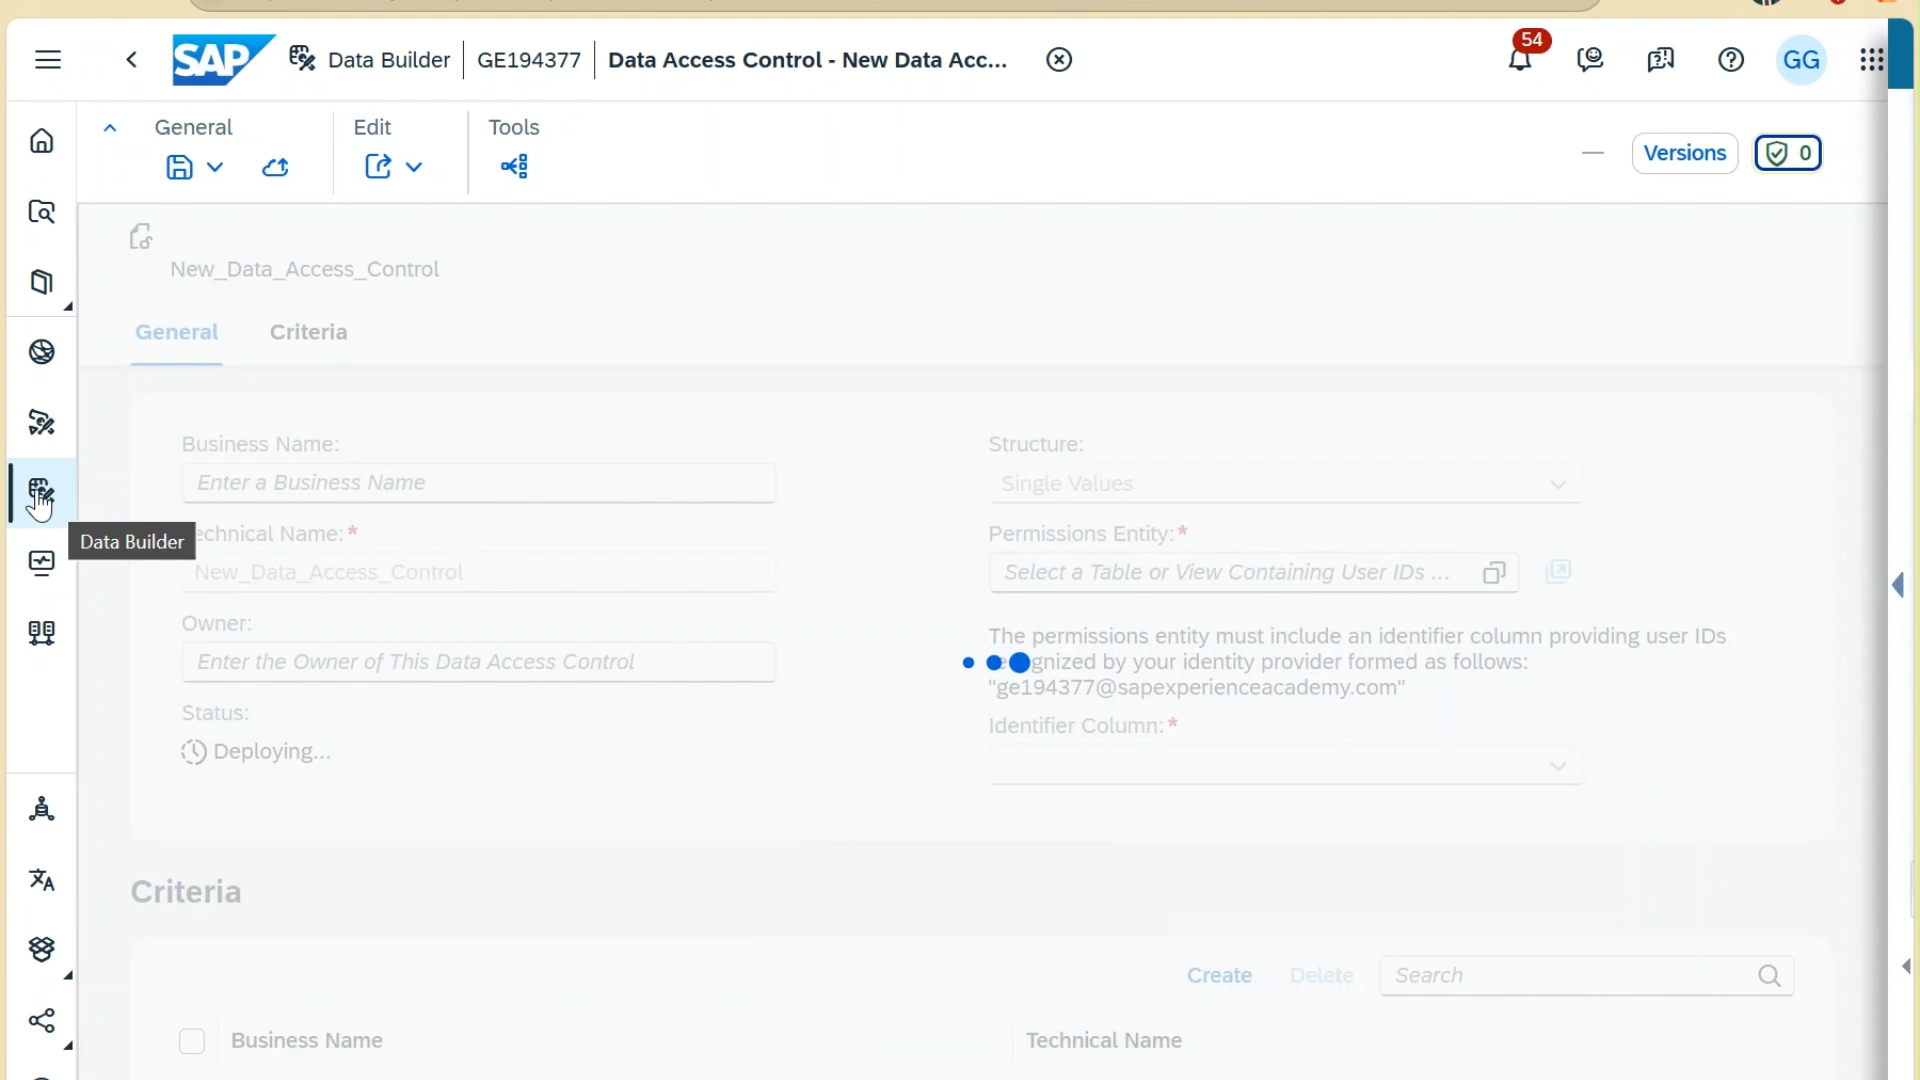 SAP Data Builder GE194377 Data Access Control - New Data Acc... 54 GG
General Edit Tools
Versions 0
New_Data_Access_Control
General Criteria
Business Name: Structure:
Enter a Business Name Single Values
echnical Name:* Permissions Entity:*
Data Builder
New_Data_Access_Control Select a Table or View Containing User IDs ...
Owner: The permissions entity must include an identifier column providing user IDs
Enter the Owner of This Data Access Control gnized by your identity provider formed as follows:
"ge194377@sapexperienceacademy.com"
Status: Identifier Column:*
Deploying...
Criteria
Create Delete Search
Business Name Technical Name